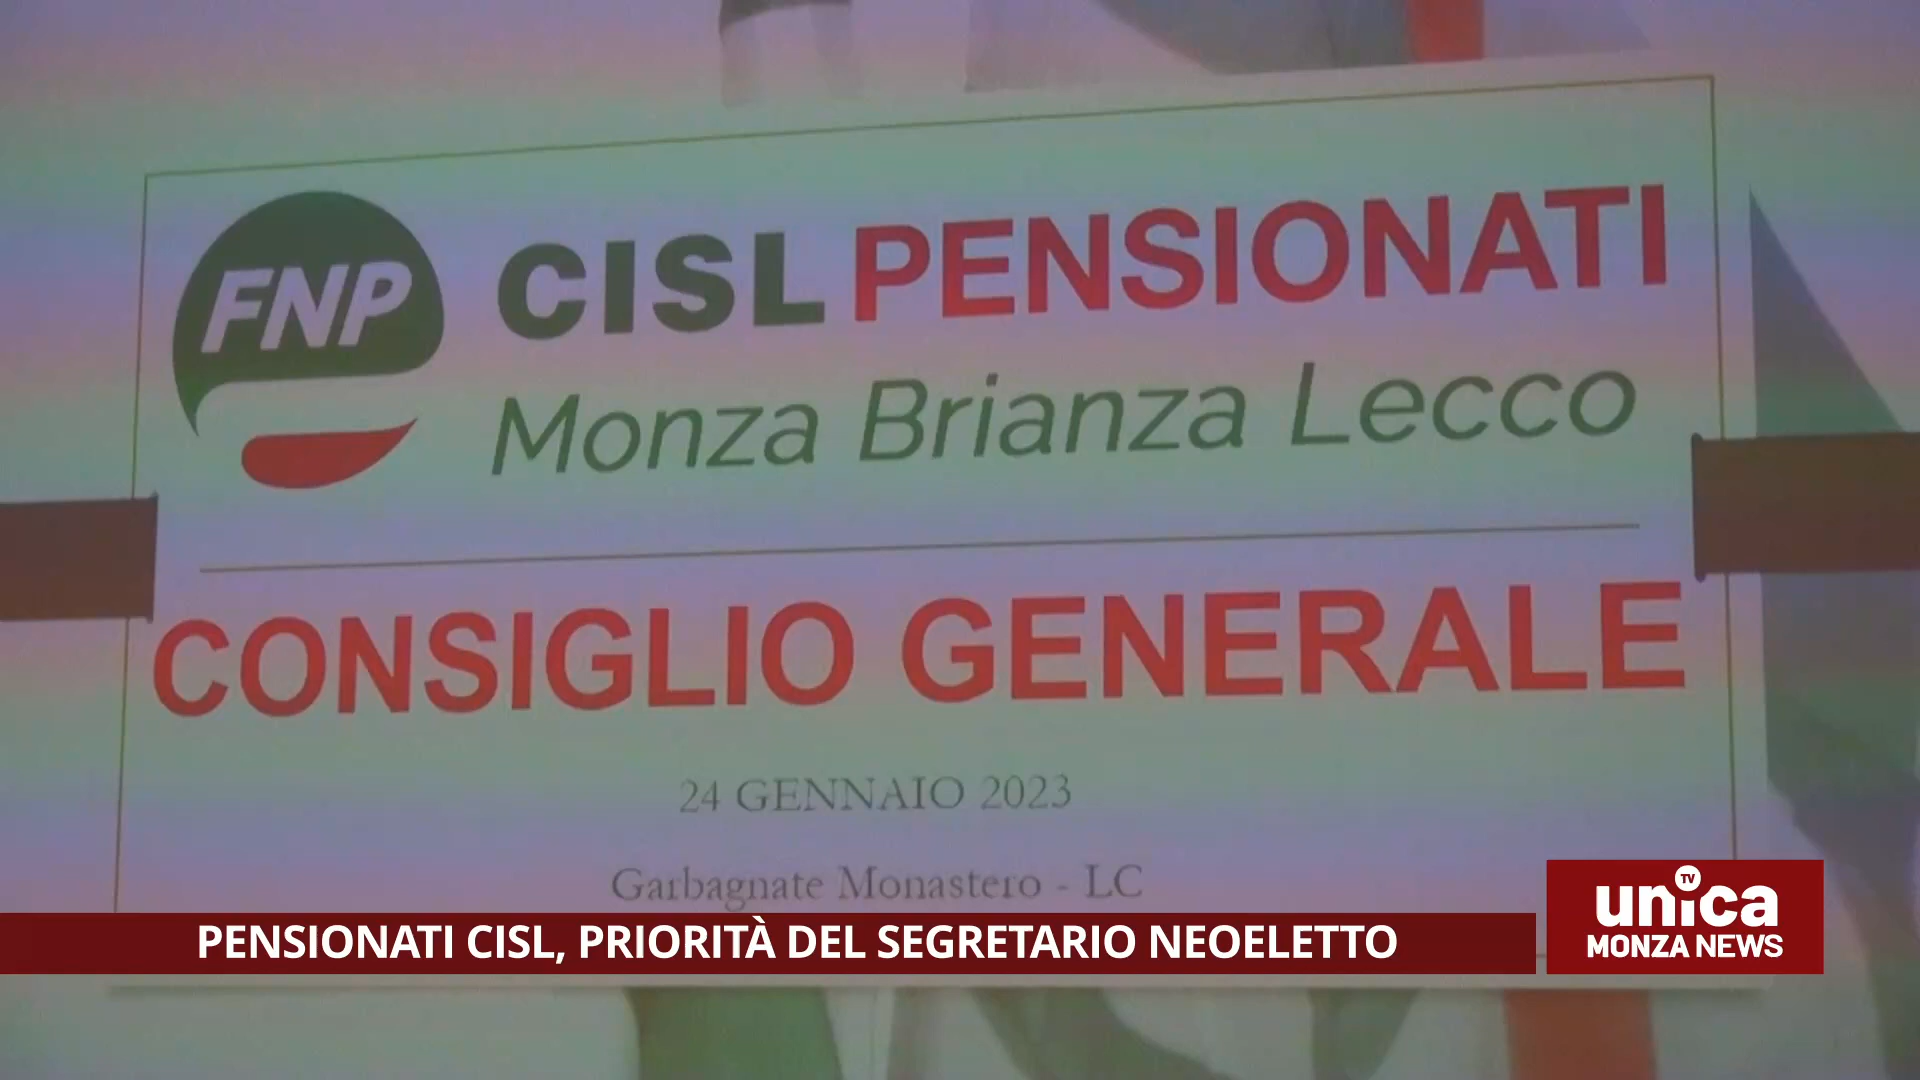 FNP
CISL PENSIONATI
Monza Brianza Lecco
CONSIGLIO GENERALE
24 GENNAIO 2023
Garbagnate Monastero - LC
PENSIONATI CISL, PRIORITÀ DEL SEGRETARIO NEOELETTO
TV
unica
MONZA NEWS